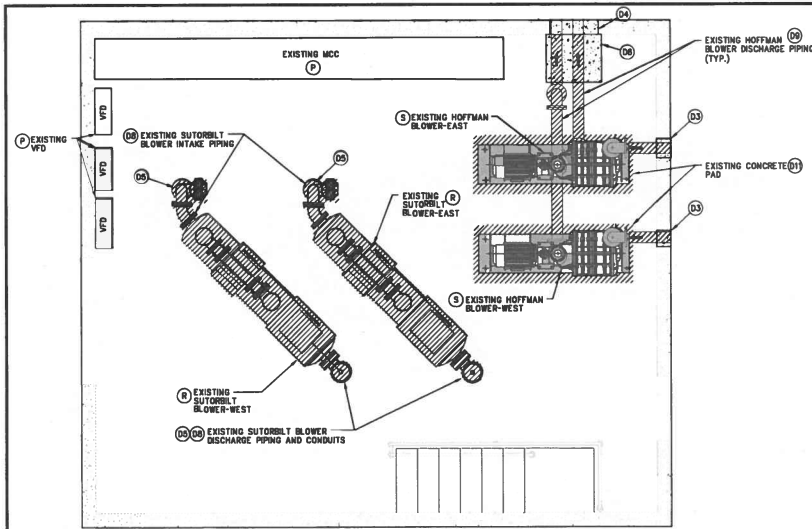 D4
EXISTING MCC
P
D8
EXISTING HOFFMAN D9
BLOWER DISCHARGE PIPING
(TYP.)
VFD
D8 EXISTING SUTORBILT
BLOWER INTAKE PIPING
S EXISTING HOFFMAN
BLOWER-EAST
D3
P EXISTING
VFD
VFD
D5
D5
EXISTING CONCRETE D11
PAD
EXISTING R
SUTORBILT
BLOWER-EAST
VFD
D3
S EXISTING HOFFMAN
BLOWER-WEST
R EXISTING
SUTORBILT
BLOWER-WEST
D5 D8 EXISTING SUTORBILT BLOWER
DISCHARGE PIPING AND CONDUITS